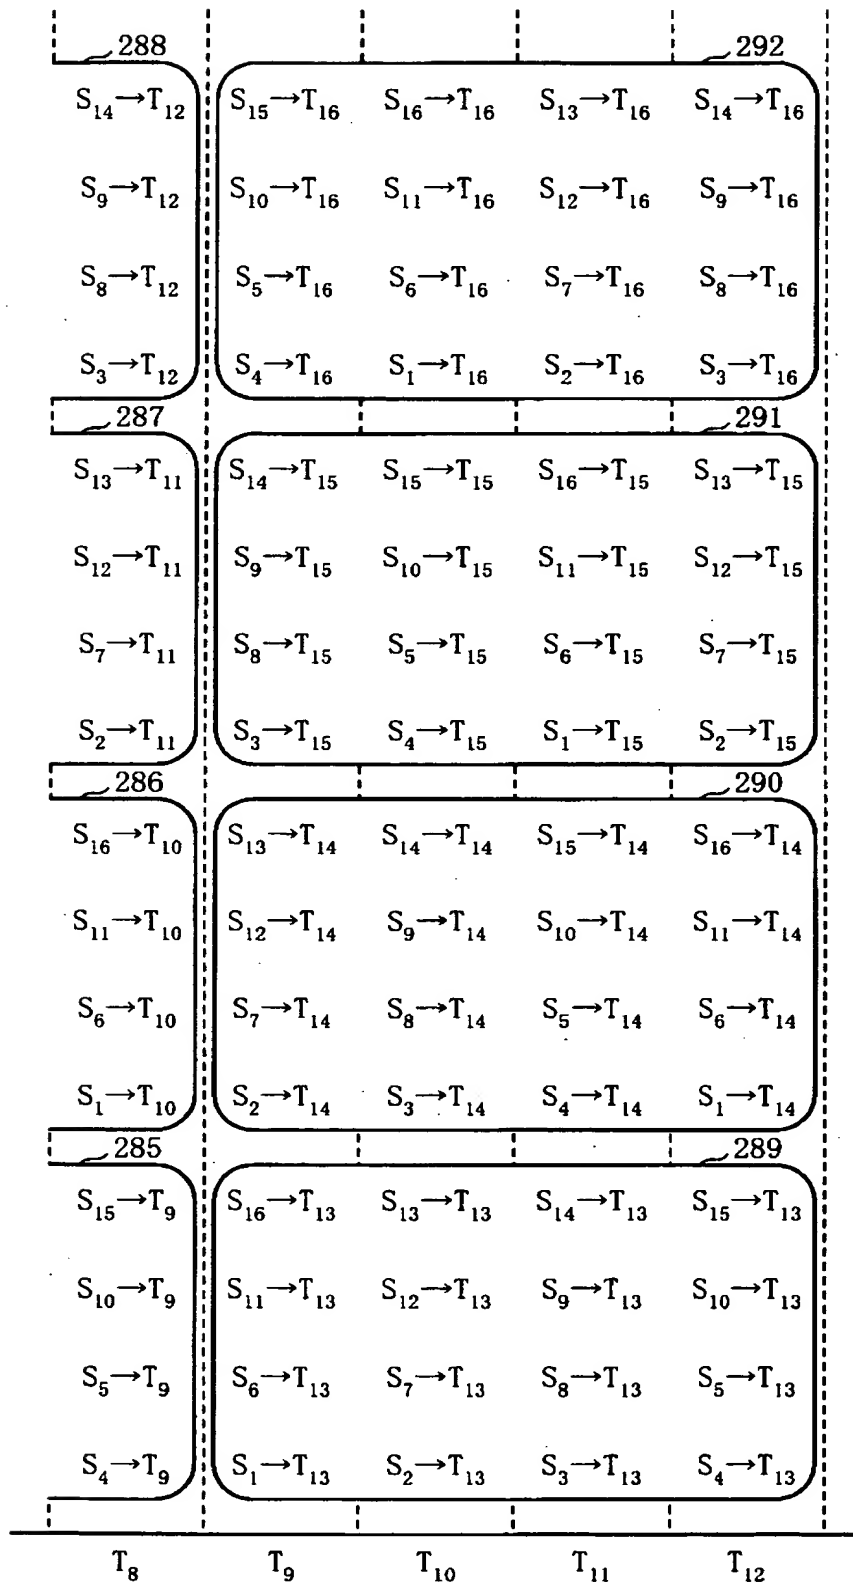 288 292
S₁₄→T₁₂ S₁₅→T₁₆ S₁₆→T₁₆ S₁₃→T₁₆ S₁₄→T₁₆
S₉→T₁₂ S₁₀→T₁₆ S₁₁→T₁₆ S₁₂→T₁₆ S₉→T₁₆
S₈→T₁₂ S₅→T₁₆ S₆→T₁₆ S₇→T₁₆ S₈→T₁₆
S₃→T₁₂ S₄→T₁₆ S₁→T₁₆ S₂→T₁₆ S₃→T₁₆
287 291
S₁₃→T₁₁ S₁₄→T₁₅ S₁₅→T₁₅ S₁₆→T₁₅ S₁₃→T₁₅
S₁₂→T₁₁ S₉→T₁₅ S₁₀→T₁₅ S₁₁→T₁₅ S₁₂→T₁₅
S₇→T₁₁ S₈→T₁₅ S₅→T₁₅ S₆→T₁₅ S₇→T₁₅
S₂→T₁₁ S₃→T₁₅ S₄→T₁₅ S₁→T₁₅ S₂→T₁₅
286 290
S₁₆→T₁₀ S₁₃→T₁₄ S₁₄→T₁₄ S₁₅→T₁₄ S₁₆→T₁₄
S₁₁→T₁₀ S₁₂→T₁₄ S₉→T₁₄ S₁₀→T₁₄ S₁₁→T₁₄
S₆→T₁₀ S₇→T₁₄ S₈→T₁₄ S₅→T₁₄ S₆→T₁₄
S₁→T₁₀ S₂→T₁₄ S₃→T₁₄ S₄→T₁₄ S₁→T₁₄
285 289
S₁₅→T₉ S₁₆→T₁₃ S₁₃→T₁₃ S₁₄→T₁₃ S₁₅→T₁₃
S₁₀→T₉ S₁₁→T₁₃ S₁₂→T₁₃ S₉→T₁₃ S₁₀→T₁₃
S₅→T₉ S₆→T₁₃ S₇→T₁₃ S₈→T₁₃ S₅→T₁₃
S₄→T₉ S₁→T₁₃ S₂→T₁₃ S₃→T₁₃ S₄→T₁₃
T₈ T₉ T₁₀ T₁₁ T₁₂